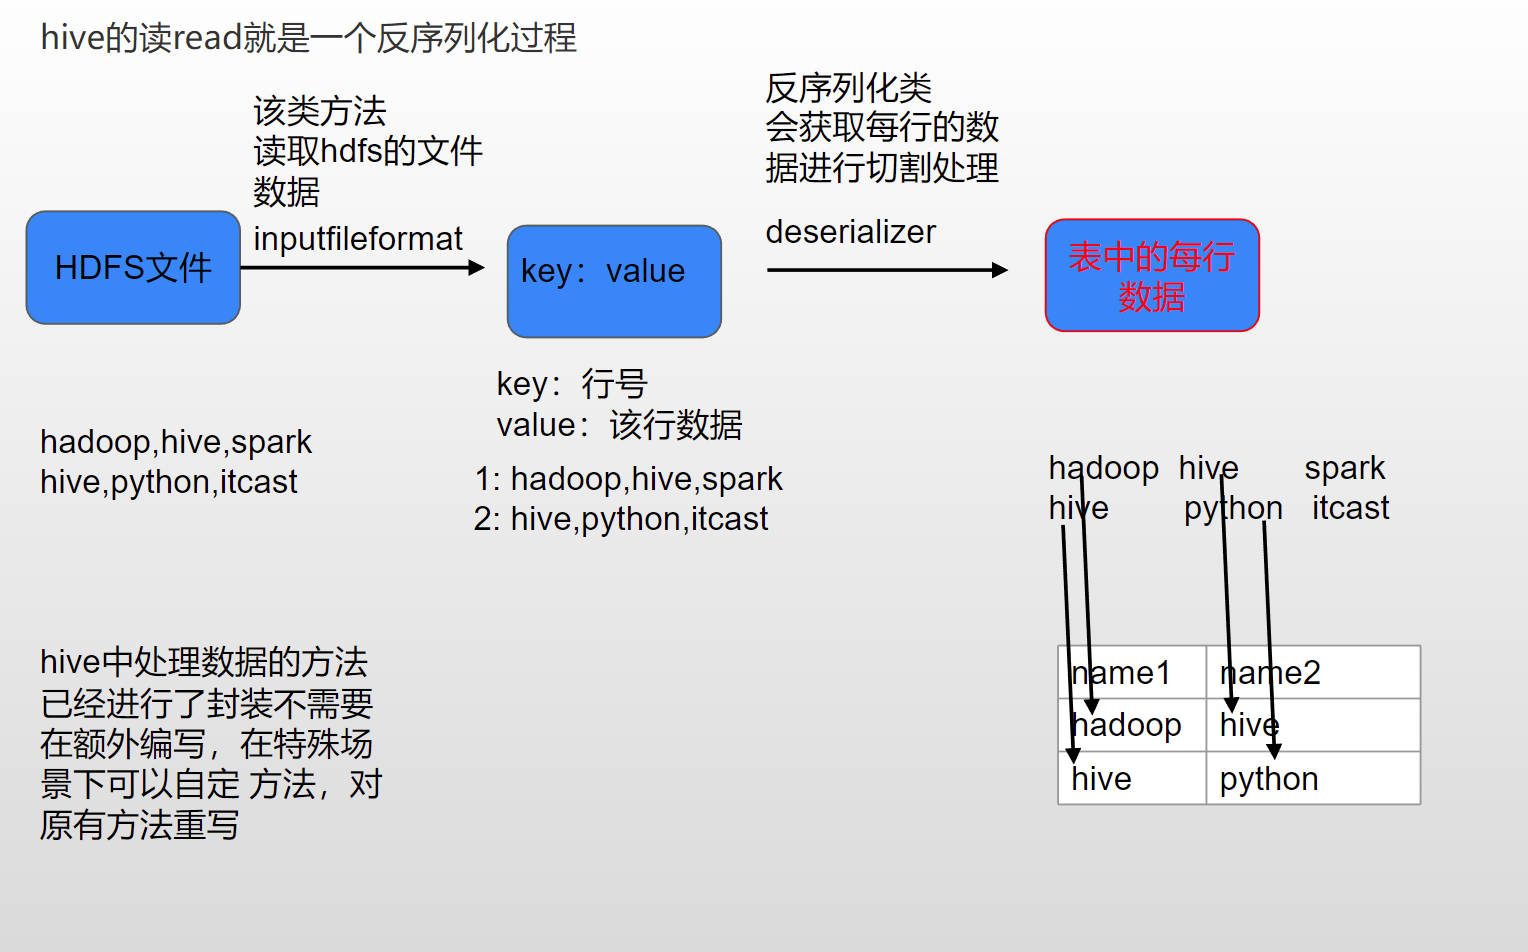 hive的读read就是一个反序列化过程
该类方法
读取hdfs的文件
数据
inputfileformat
反序列化类
会获取每行的数
据进行切割处理
deserializer
HDFS文件
key：value
表中的每行
数据
key：行号
value：该行数据
hadoop,hive,spark
hive,python,itcast
1: hadoop,hive,spark
2: hive,python,itcast
hadoop hive spark
hive python itcast
name1 name2
hadoop hive
hive python
hive中处理数据的方法
已经进行了封装不需要
在额外编写，在特殊场
景下可以自定 方法，对
原有方法重写